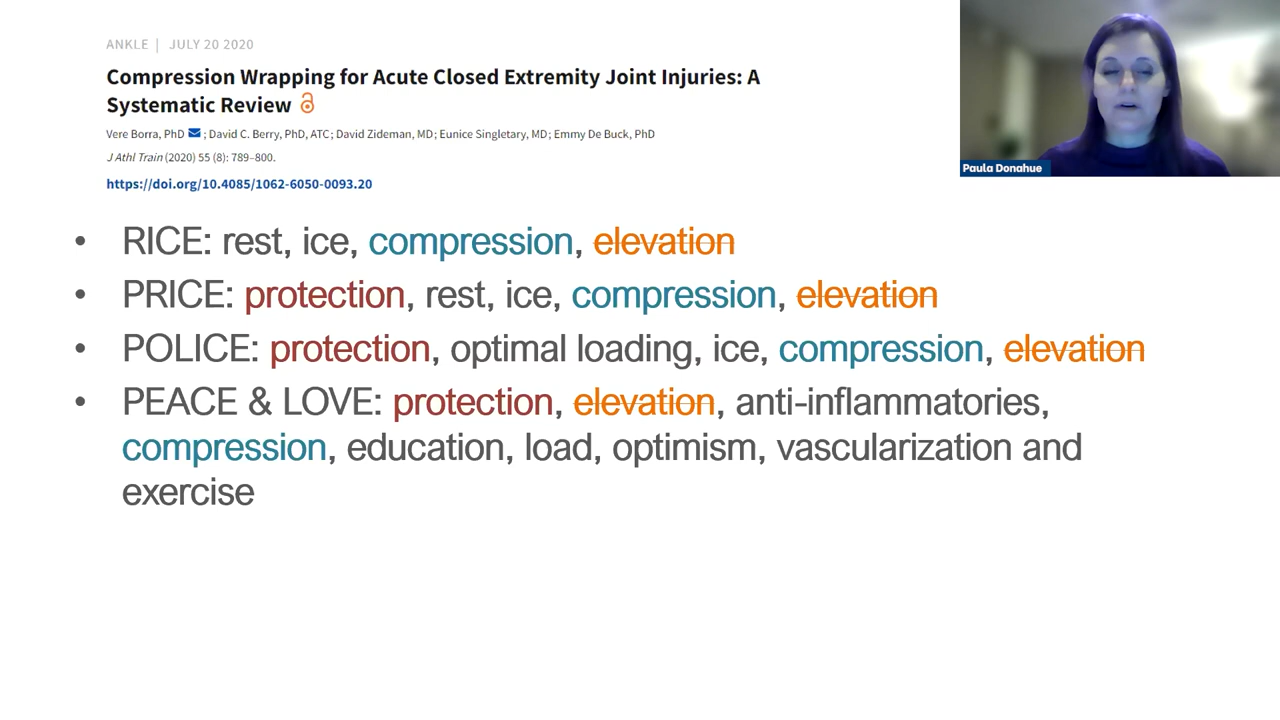 ANKLE | JULY 20 2020
Compression Wrapping for Acute Closed Extremity Joint Injuries: A
Systematic Review
Vere Borra, PhD ; David C. Berry, PhD, ATC; David Zideman, MD; Eunice Singletary, MD; Emmy De Buck, PhD
J Athl Train (2020) 55 (8): 789–800.
https://doi.org/10.4085/1062-6050-0093.20
Paula Donahue
• RICE: rest, ice, compression, elevation
• PRICE: protection, rest, ice, compression, elevation
• POLICE: protection, optimal loading, ice, compression, elevation
• PEACE & LOVE: protection, elevation, anti-inflammatories,
compression, education, load, optimism, vascularization and
exercise